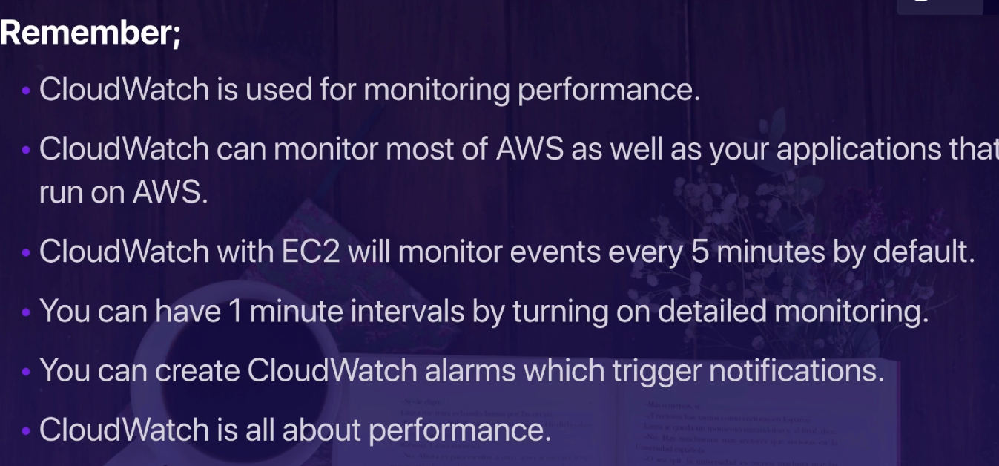 Remember;
• CloudWatch is used for monitoring performance.
• CloudWatch can monitor most of AWS as well as your applications that
run on AWS.
• CloudWatch with EC2 will monitor events every 5 minutes by default.
• You can have 1 minute intervals by turning on detailed monitoring.
• You can create CloudWatch alarms which trigger notifications.
• CloudWatch is all about performance.